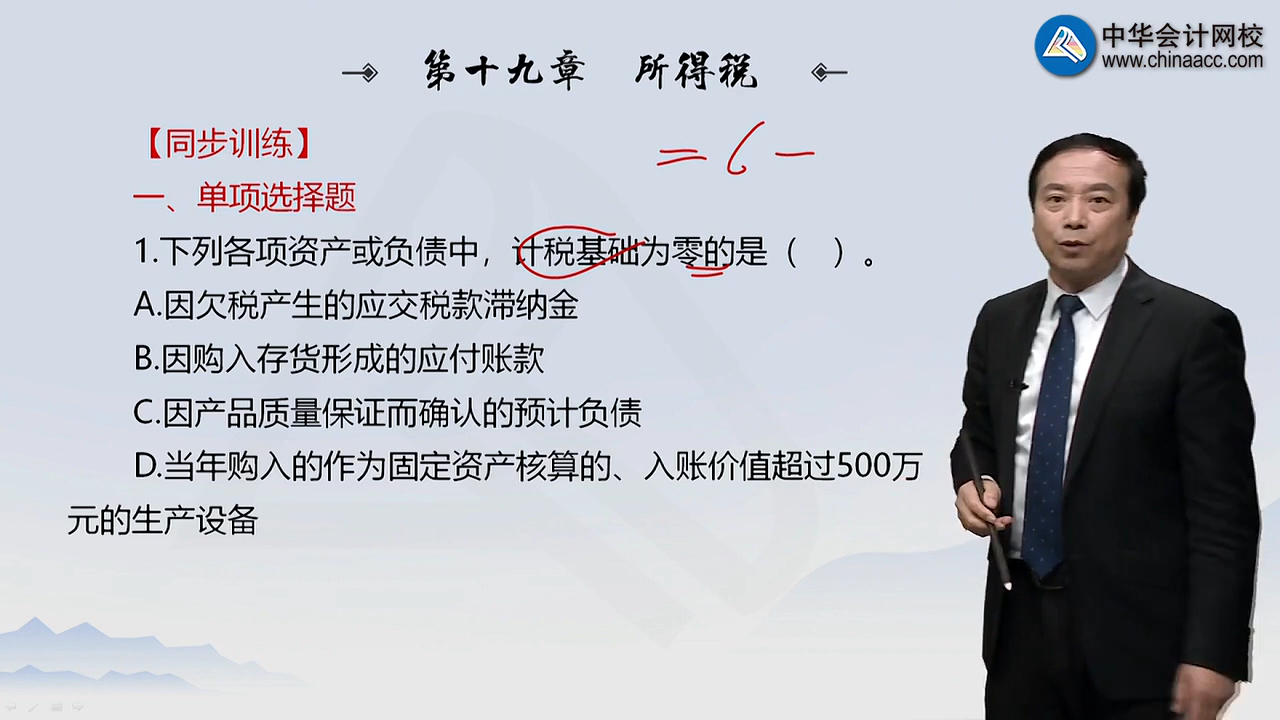 中华会计网校
www.chinaacc.com
第十九章 所得税
【同步训练】
= 6 -
一、单项选择题
1.下列各项资产或负债中，计税基础为零的是（ ）。
A.因欠税产生的应交税款滞纳金
B.因购入存货形成的应付账款
C.因产品质量保证而确认的预计负债
D.当年购入的作为固定资产核算的、入账价值超过500万
元的生产设备